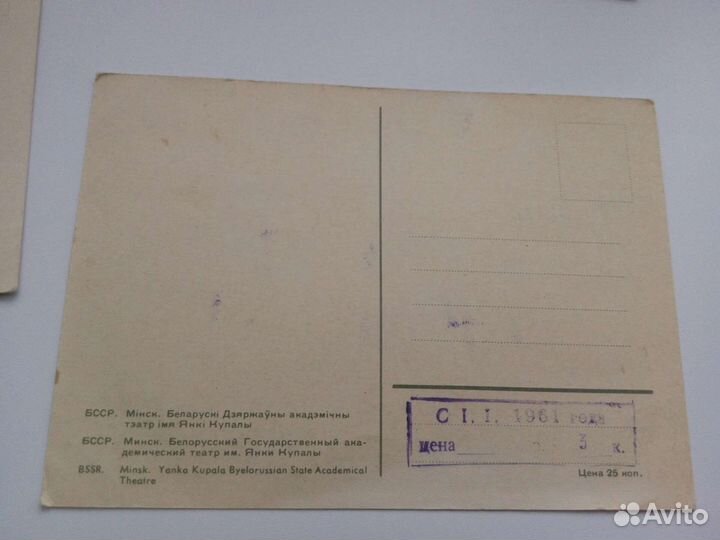 БССР. Мінск. Беларускі Дзяржаўны акадэмічны
тэатр імя Янкі Купалы
БССР. Минск. Белорусский Государственный ака-
демический театр им. Янки Купалы
BSSR. Minsk. Yanka Kupala Byelorussian State Academical
Theatre
С I. I. 1961 года
цена 3 к.
Цена 25 коп.
Avito